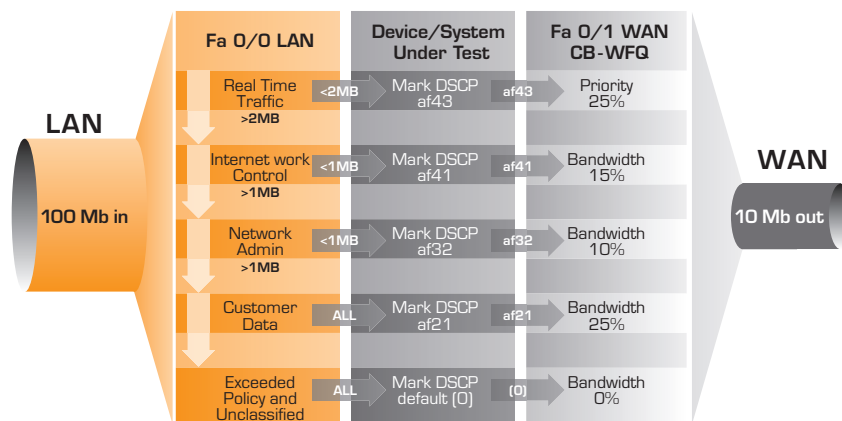 Fa 0/0 LAN
Device/System
Under Test
Fa 0/1 WAN
CB-WFQ
LAN
100 Mb in
Real Time
Traffic
>2MB
<2MB
Mark DSCP
af43
af43
Priority
25%
Internet work
Control
>1MB
<1MB
Mark DSCP
af41
af41
Bandwidth
15%
Network
Admin
>1MB
<1MB
Mark DSCP
af32
af32
Bandwidth
10%
Customer
Data
ALL
Mark DSCP
af21
af21
Bandwidth
25%
Exceeded
Policy and
Unclassified
ALL
Mark DSCP
default (0)
(0)
Bandwidth
0%
WAN
10 Mb out